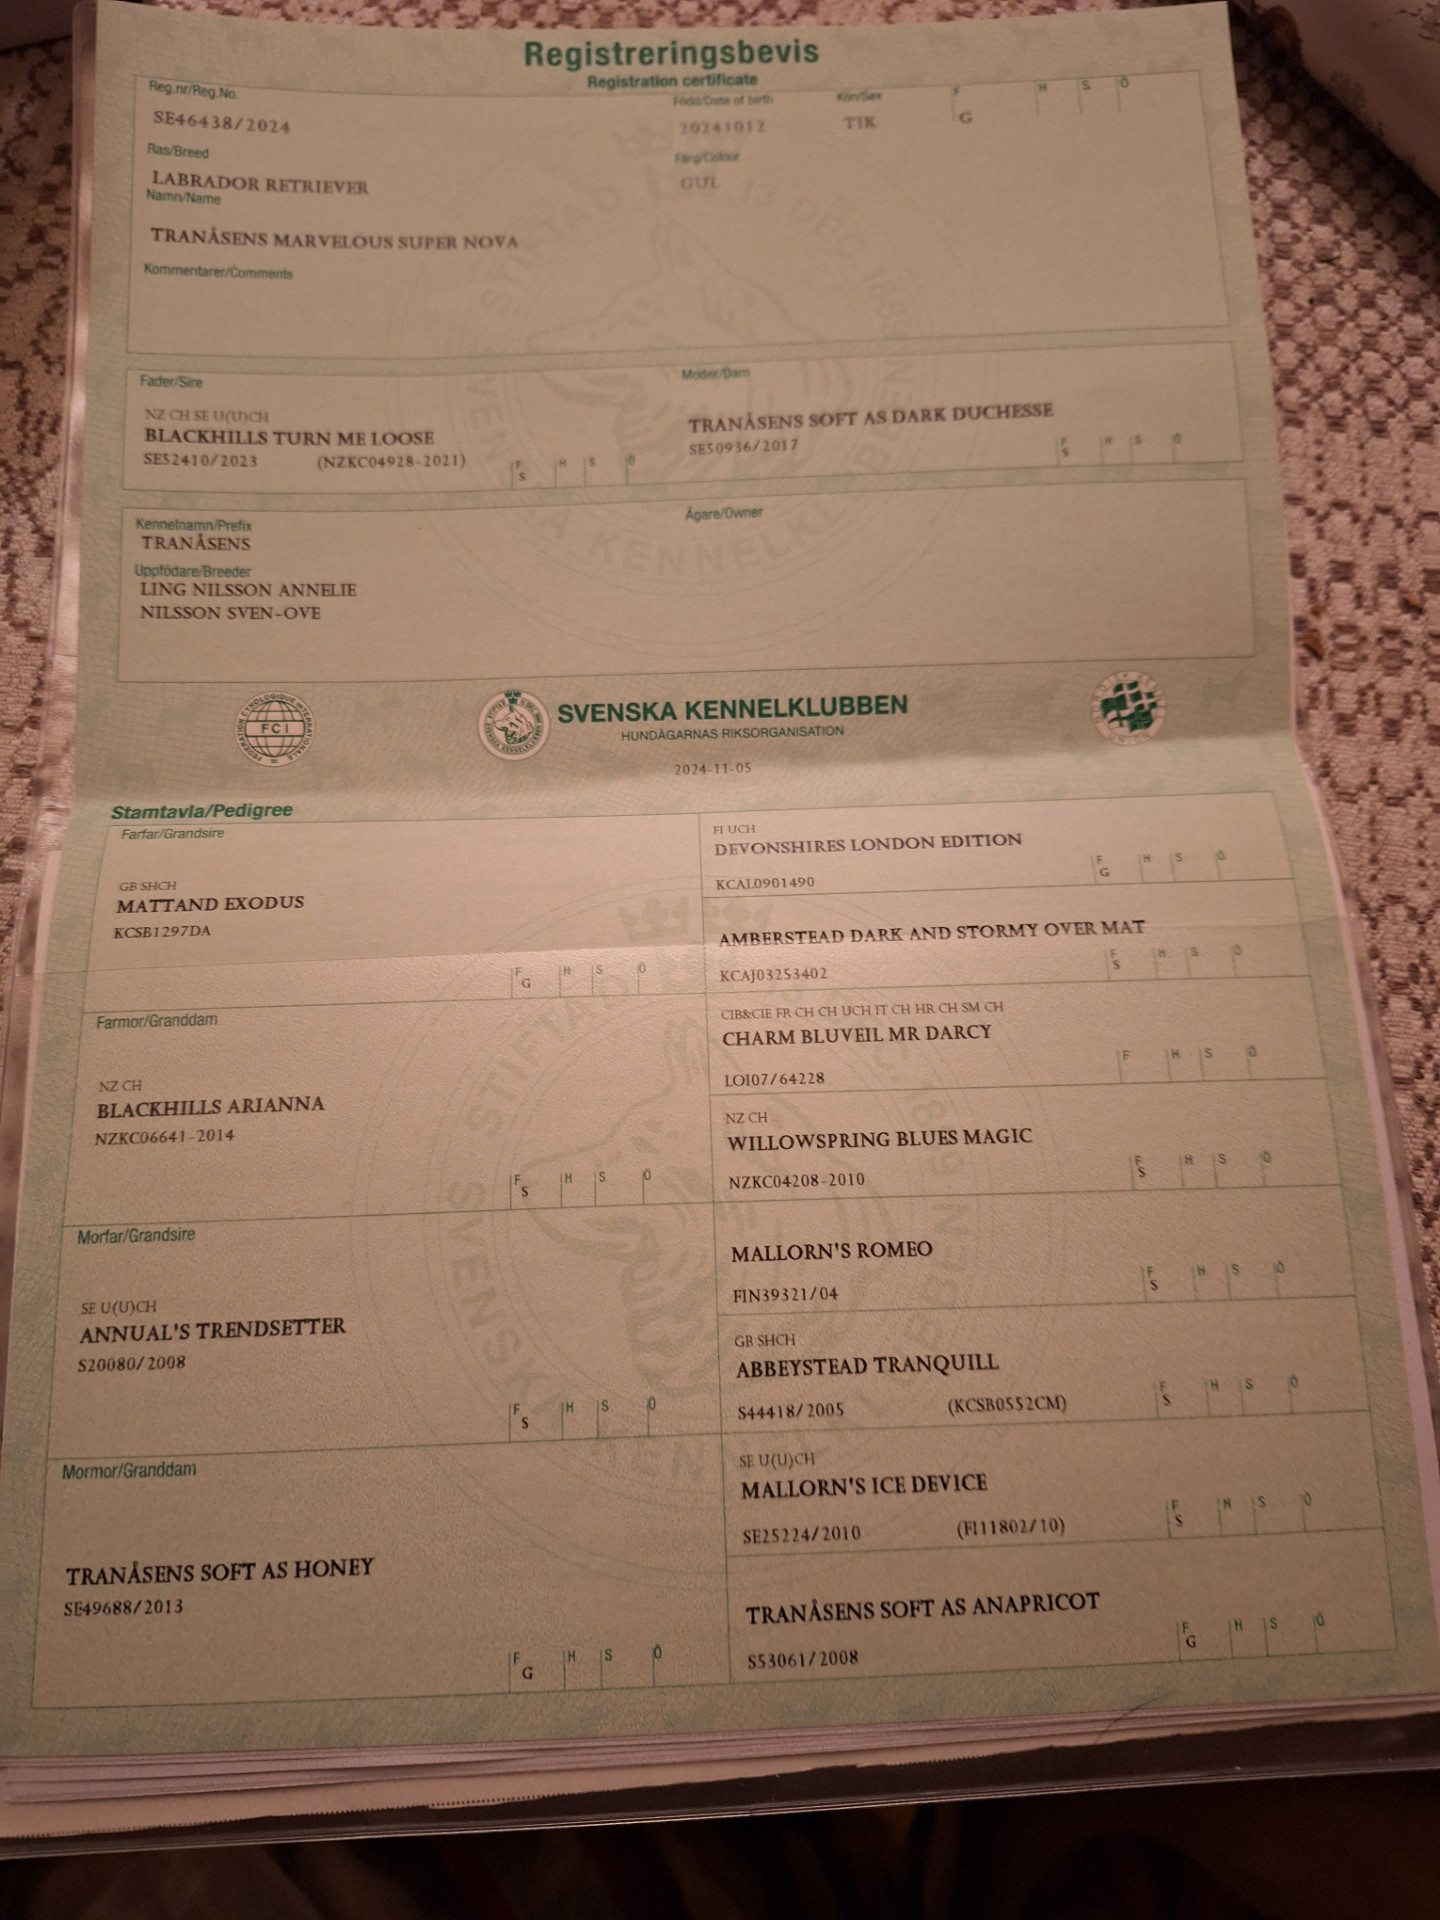 Registreringsbevis
Registration certificate
Reg.nr/Reg.No. Född/Date of birth Kön/Sex F H S Ö
SE46438/2024 20241012 TIK G
Ras/Breed Färg/Colour
LABRADOR RETRIEVER GUL
Namn/Name
TRANÅSENS MARVELOUS SUPER NOVA
Kommentarer/Comments
Fader/Sire Moder/Dam
NZ CH SE U(U)CH
BLACKHILLS TURN ME LOOSE TRANÅSENS SOFT AS DARK DUCHESSE
SE52410/2023 (NZKC04928-2021) F H S Ö SE50936/2017 F H S Ö
S S
Kennelnamn/Prefix Ägare/Owner
TRANÅSENS
Uppfödare/Breeder
LING NILSSON ANNELIE
NILSSON SVEN-OVE
FCI
SVENSKA KENNELKLUBBEN
HUNDÄGARNAS RIKSORGANISATION
2024-11-05
Stamtavla/Pedigree
Farfar/Grandsire
GB SHCH
MATTAND EXODUS
KCSB1297DA
F H S Ö
G
FI UCH
DEVONSHIRES LONDON EDITION
KCAL0901490
F H S Ö
G
AMBERSTEAD DARK AND STORMY OVER MAT
KCAJ03253402
F H S Ö
S
Farmor/Granddam
NZ CH
BLACKHILLS ARIANNA
NZKC06641-2014
F H S Ö
S
CIB&CIE FR CH CH UCH IT CH HR CH SM CH
CHARM BLUVEIL MR DARCY
LOI07/64228
F H S Ö
NZ CH
WILLOWSPRING BLUES MAGIC
NZKC04208-2010
F H S Ö
S
Morfar/Grandsire
SE U(U)CH
ANNUAL'S TRENDSETTER
S20080/2008
F H S Ö
S
MALLORN'S ROMEO
FIN39321/04
F H S Ö
S
GB SHCH
ABBEYSTEAD TRANQUILL
S44418/2005 (KCSB0552CM)
F H S Ö
S
Mormor/Granddam
TRANÅSENS SOFT AS HONEY
SE49688/2013
F H S Ö
G
SE U(U)CH
MALLORN'S ICE DEVICE
SE25224/2010 (FI11802/10)
F H S Ö
S
TRANÅSENS SOFT AS ANAPRICOT
S53061/2008
F H S Ö
G